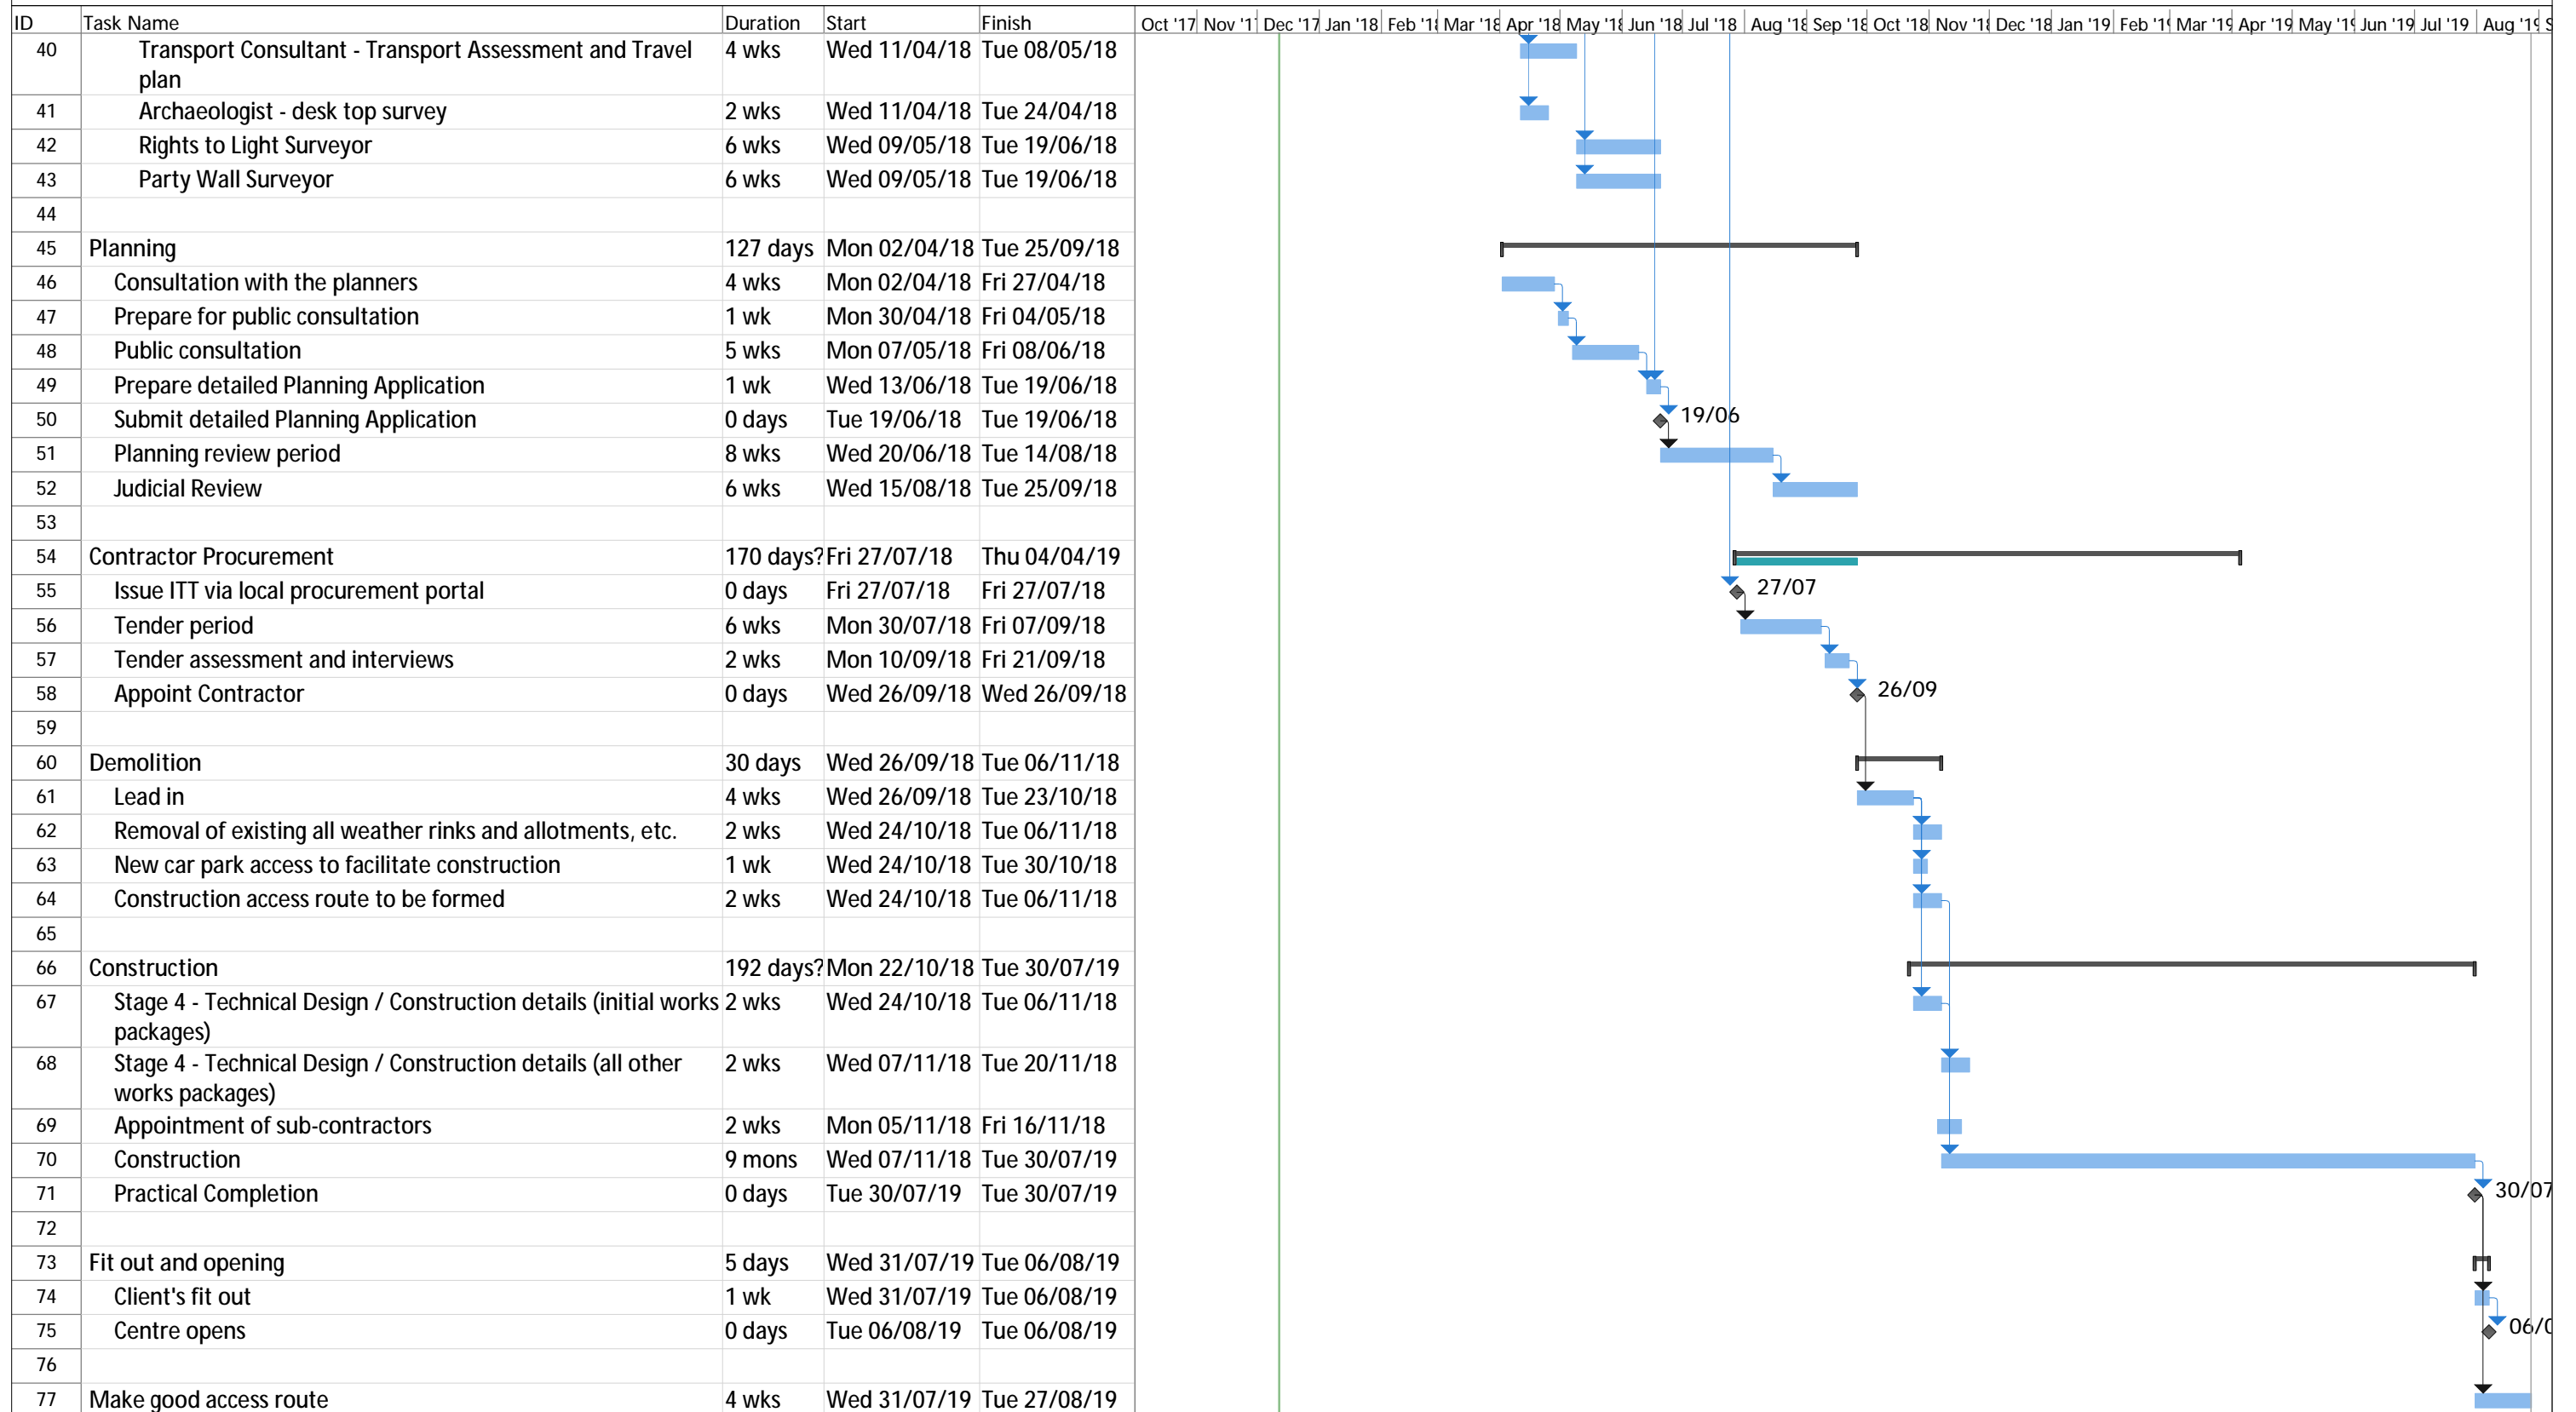 ID Task Name Duration Start Finish Oct '17 Nov '1 Dec '17 Jan '18 Feb '18 Mar '18 Apr '18 May '18 Jun '18 Jul '18 Aug '18 Sep '18 Oct '18 Nov '18 Dec '18 Jan '19 Feb '19 Mar '19 Apr '19 May '19 Jun '19 Jul '19 Aug '19 S
40 Transport Consultant - Transport Assessment and Travel 4 wks Wed 11/04/18 Tue 08/05/18
plan
41 Archaeologist - desk top survey 2 wks Wed 11/04/18 Tue 24/04/18
42 Rights to Light Surveyor 6 wks Wed 09/05/18 Tue 19/06/18
43 Party Wall Surveyor 6 wks Wed 09/05/18 Tue 19/06/18
44
45 Planning 127 days Mon 02/04/18 Tue 25/09/18
46 Consultation with the planners 4 wks Mon 02/04/18 Fri 27/04/18
47 Prepare for public consultation 1 wk Mon 30/04/18 Fri 04/05/18
48 Public consultation 5 wks Mon 07/05/18 Fri 08/06/18
49 Prepare detailed Planning Application 1 wk Wed 13/06/18 Tue 19/06/18
50 Submit detailed Planning Application 0 days Tue 19/06/18 Tue 19/06/18 19/06
51 Planning review period 8 wks Wed 20/06/18 Tue 14/08/18
52 Judicial Review 6 wks Wed 15/08/18 Tue 25/09/18
53
54 Contractor Procurement 170 days? Fri 27/07/18 Thu 04/04/19
55 Issue ITT via local procurement portal 0 days Fri 27/07/18 Fri 27/07/18 27/07
56 Tender period 6 wks Mon 30/07/18 Fri 07/09/18
57 Tender assessment and interviews 2 wks Mon 10/09/18 Fri 21/09/18
58 Appoint Contractor 0 days Wed 26/09/18 Wed 26/09/18 26/09
59
60 Demolition 30 days Wed 26/09/18 Tue 06/11/18
61 Lead in 4 wks Wed 26/09/18 Tue 23/10/18
62 Removal of existing all weather rinks and allotments, etc. 2 wks Wed 24/10/18 Tue 06/11/18
63 New car park access to facilitate construction 1 wk Wed 24/10/18 Tue 30/10/18
64 Construction access route to be formed 2 wks Wed 24/10/18 Tue 06/11/18
65
66 Construction 192 days? Mon 22/10/18 Tue 30/07/19
67 Stage 4 - Technical Design / Construction details (initial works 2 wks Wed 24/10/18 Tue 06/11/18
packages)
68 Stage 4 - Technical Design / Construction details (all other 2 wks Wed 07/11/18 Tue 20/11/18
works packages)
69 Appointment of sub-contractors 2 wks Mon 05/11/18 Fri 16/11/18
70 Construction 9 mons Wed 07/11/18 Tue 30/07/19
71 Practical Completion 0 days Tue 30/07/19 Tue 30/07/19 30/07
72
73 Fit out and opening 5 days Wed 31/07/19 Tue 06/08/19
74 Client's fit out 1 wk Wed 31/07/19 Tue 06/08/19
75 Centre opens 0 days Tue 06/08/19 Tue 06/08/19 06/0
76
77 Make good access route 4 wks Wed 31/07/19 Tue 27/08/19